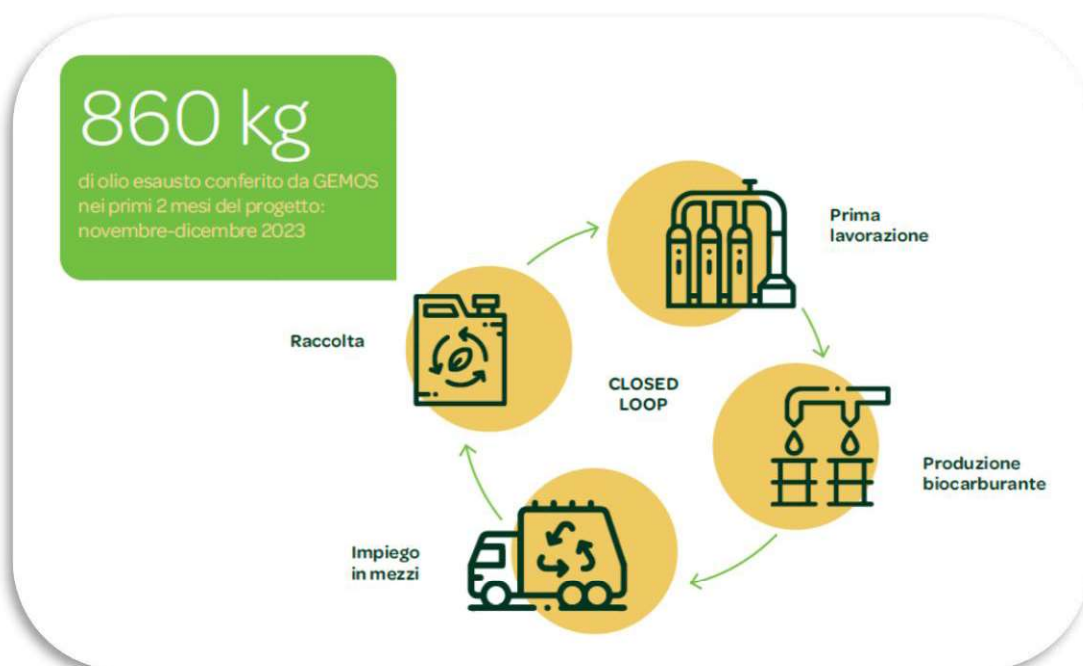 860 kg
di olio esausto conferito da GEMOS
nei primi 2 mesi del progetto:
novembre-dicembre 2023
Prima
lavorazione
Raccolta
CLOSED
LOOP
Produzione
biocarburante
Impiego
in mezzi